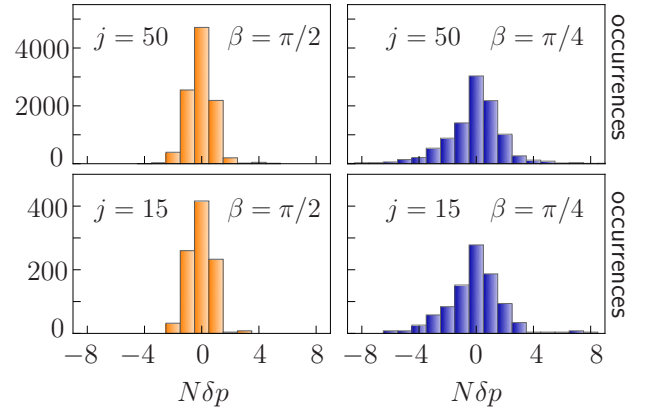 j = 50 β = π/2
j = 50 β = π/4
occurrences
4000
2000
0
j = 15 β = π/2
j = 15 β = π/4
occurrences
400
200
0
−8 −4 0 4 8
−8 −4 0 4 8
Nδp
Nδp